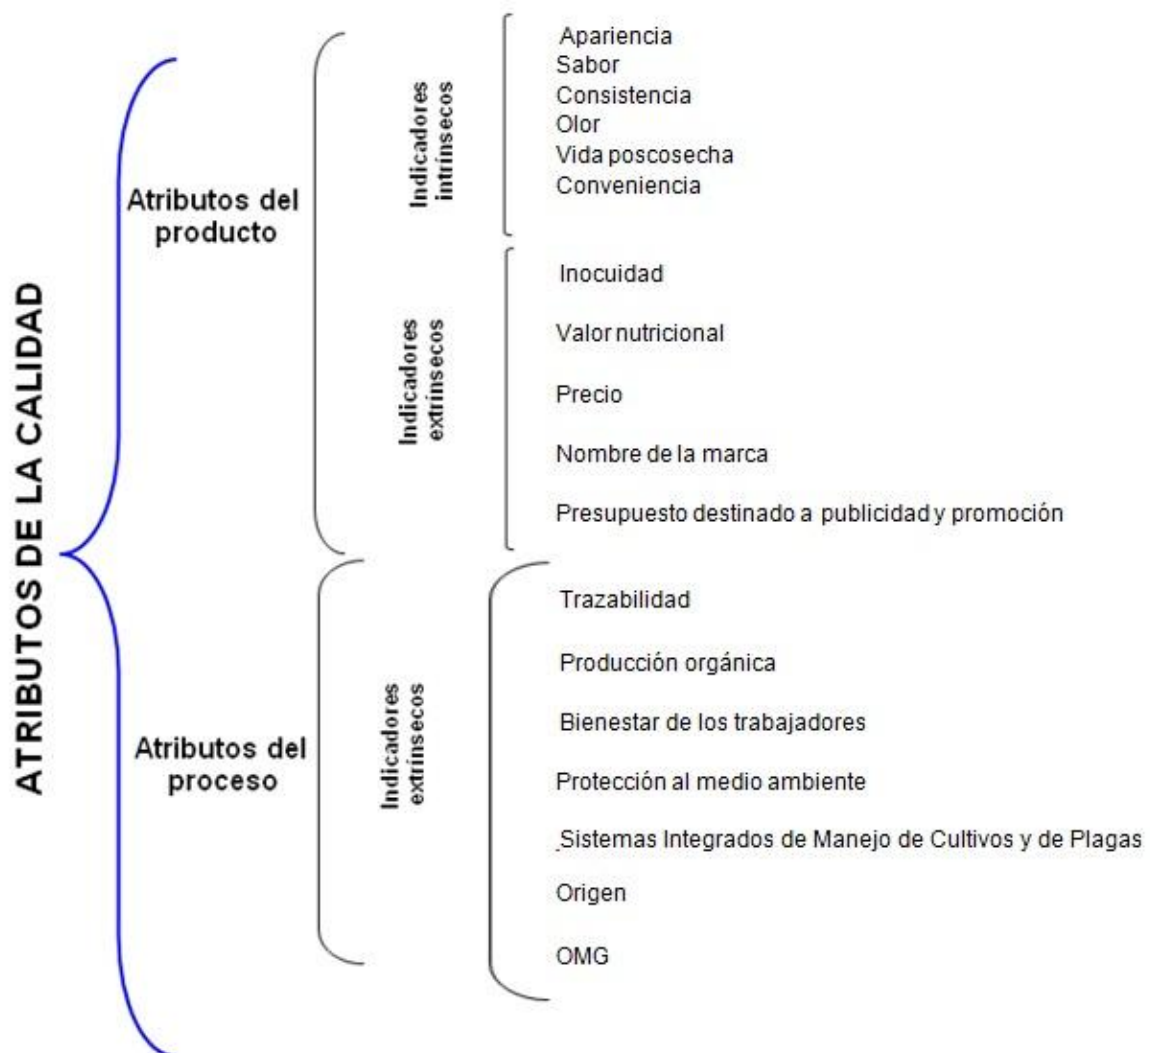 ATRIBUTOS DE LA CALIDAD
Atributos del
producto
Indicadores
intrínsecos
Apariencia
Sabor
Consistencia
Olor
Vida poscosecha
Conveniencia
Indicadores
extrínsecos
Inocuidad
Valor nutricional
Precio
Nombre de la marca
Presupuesto destinado a publicidad y promoción
Atributos del
proceso
Indicadores
extrínsecos
Trazabilidad
Producción orgánica
Bienestar de los trabajadores
Protección al medio ambiente
.Sistemas Integrados de Manejo de Cultivos y de Plagas
Origen
OMG